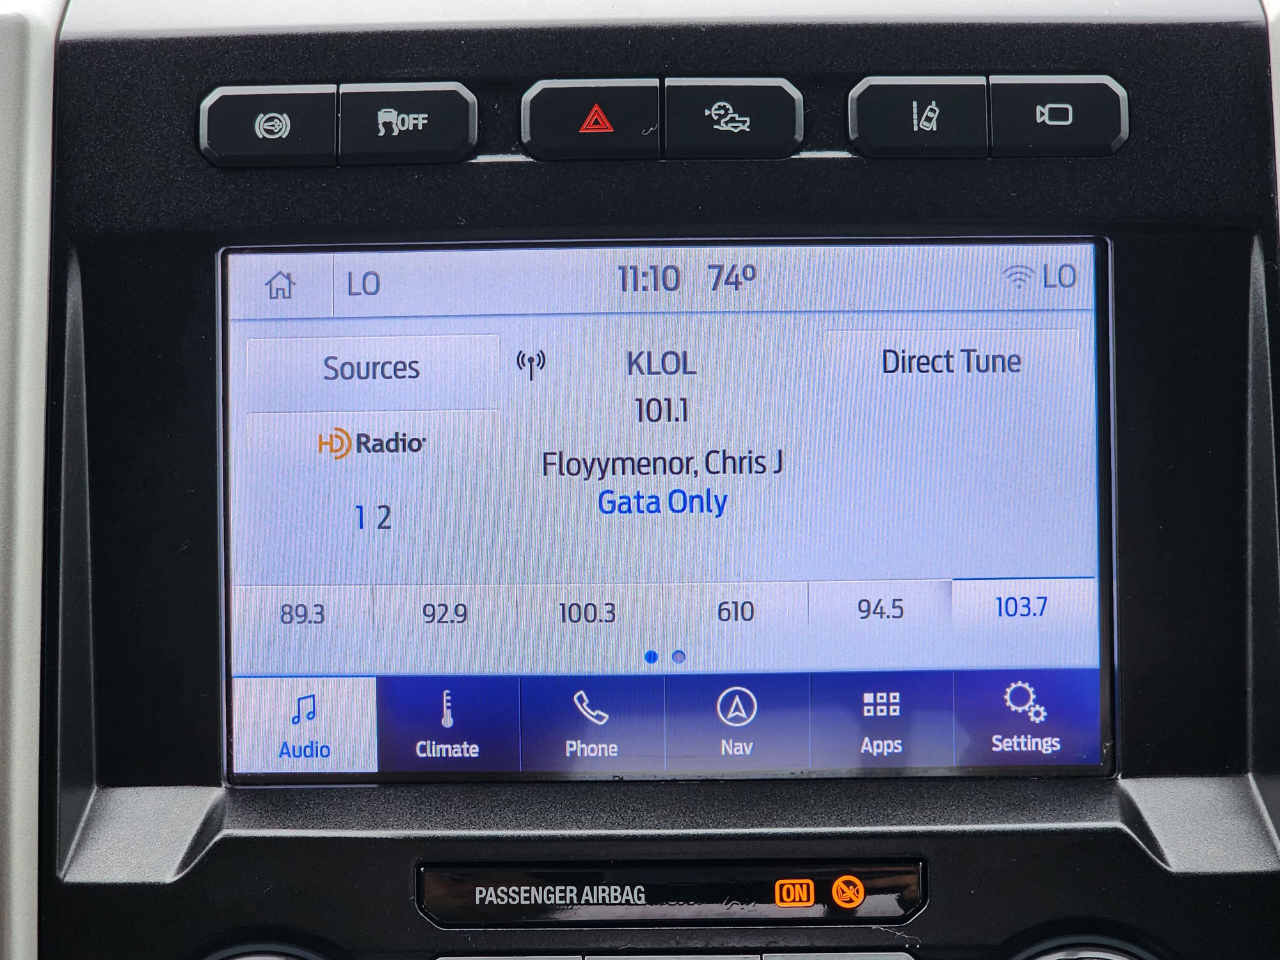 OFF
LO 11:10 74° LO
Sources KLOL Direct Tune
101.1
HD Radio
Floyymenor, Chris J
Gata Only
1 2
89.3 92.9 100.3 610 94.5 103.7
Audio Climate Phone Nav Apps Settings
PASSENGER AIRBAG ON